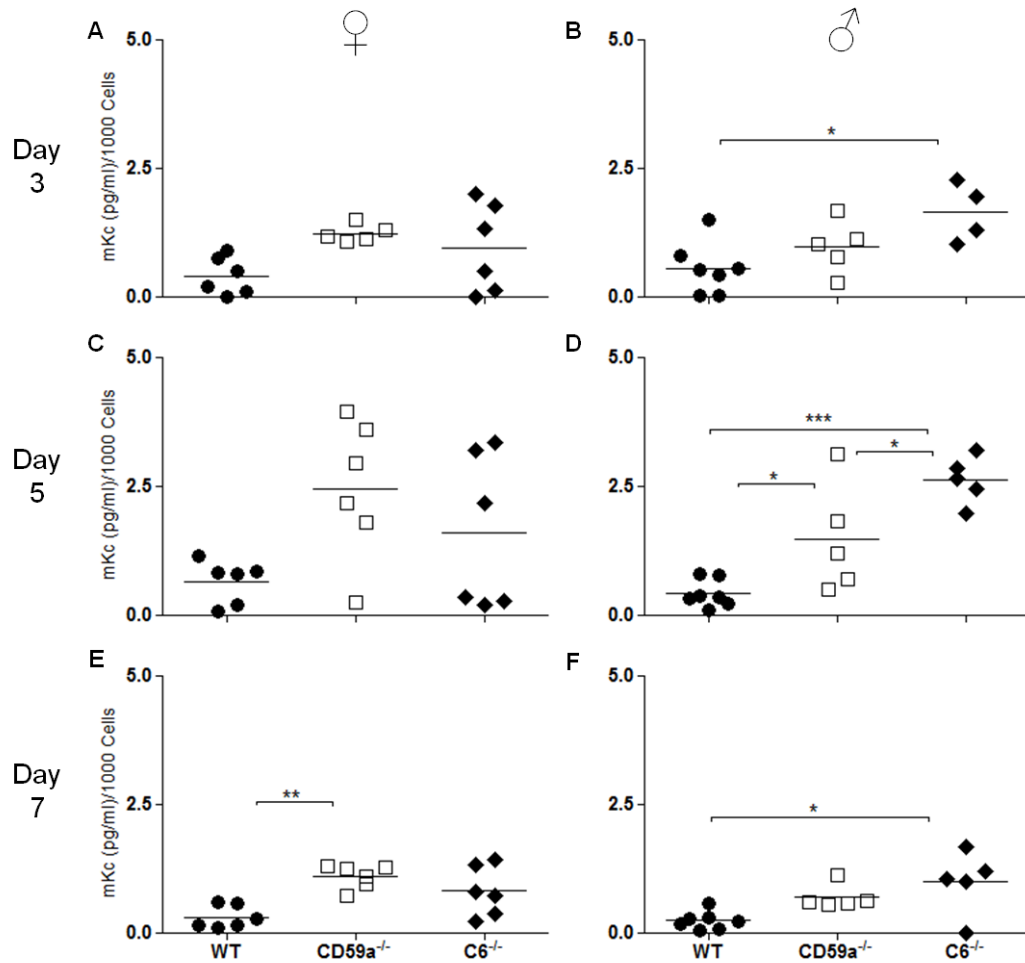 A ♀ B ♂
5.0 5.0
Day 3
mKc (pg/ml)/1000 Cells
*
2.5 2.5
0.0 0.0
C D
5.0 5.0
Day 5
mKc (pg/ml)/1000 Cells
***
*
*
2.5 2.5
0.0 0.0
E F
5.0 5.0
Day 7
mKc (pg/ml)/1000 Cells
**
*
2.5 2.5
0.0 0.0
WT CD59a-/- C6-/- WT CD59a-/- C6-/-